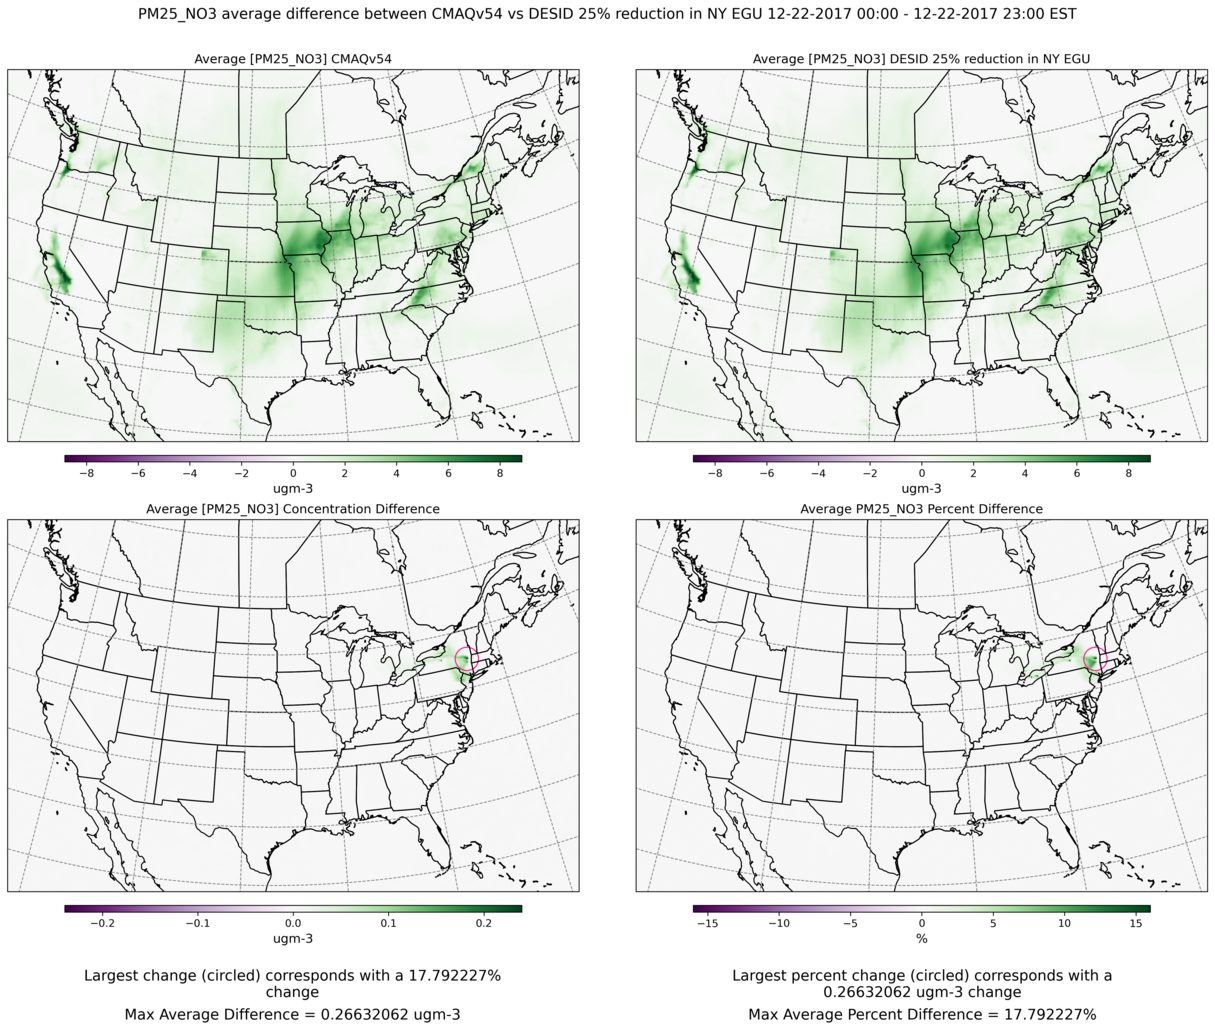 PM25_NO3 average difference between CMAQv54 vs DESID 25% reduction in NY EGU 12-22-2017 00:00 - 12-22-2017 23:00 EST
Average [PM25_NO3] CMAQv54
Average [PM25_NO3] DESID 25% reduction in NY EGU
−8 −6 −4 −2 0 2 4 6 8
ugm-3
−8 −6 −4 −2 0 2 4 6 8
ugm-3
Average [PM25_NO3] Concentration Difference
Average PM25_NO3 Percent Difference
−0.2 −0.1 0.0 0.1 0.2
ugm-3
−15 −10 −5 0 5 10 15
%
Largest change (circled) corresponds with a 17.792227%
change
Max Average Difference = 0.26632062 ugm-3
Largest percent change (circled) corresponds with a
0.26632062 ugm-3 change
Max Average Percent Difference = 17.792227%